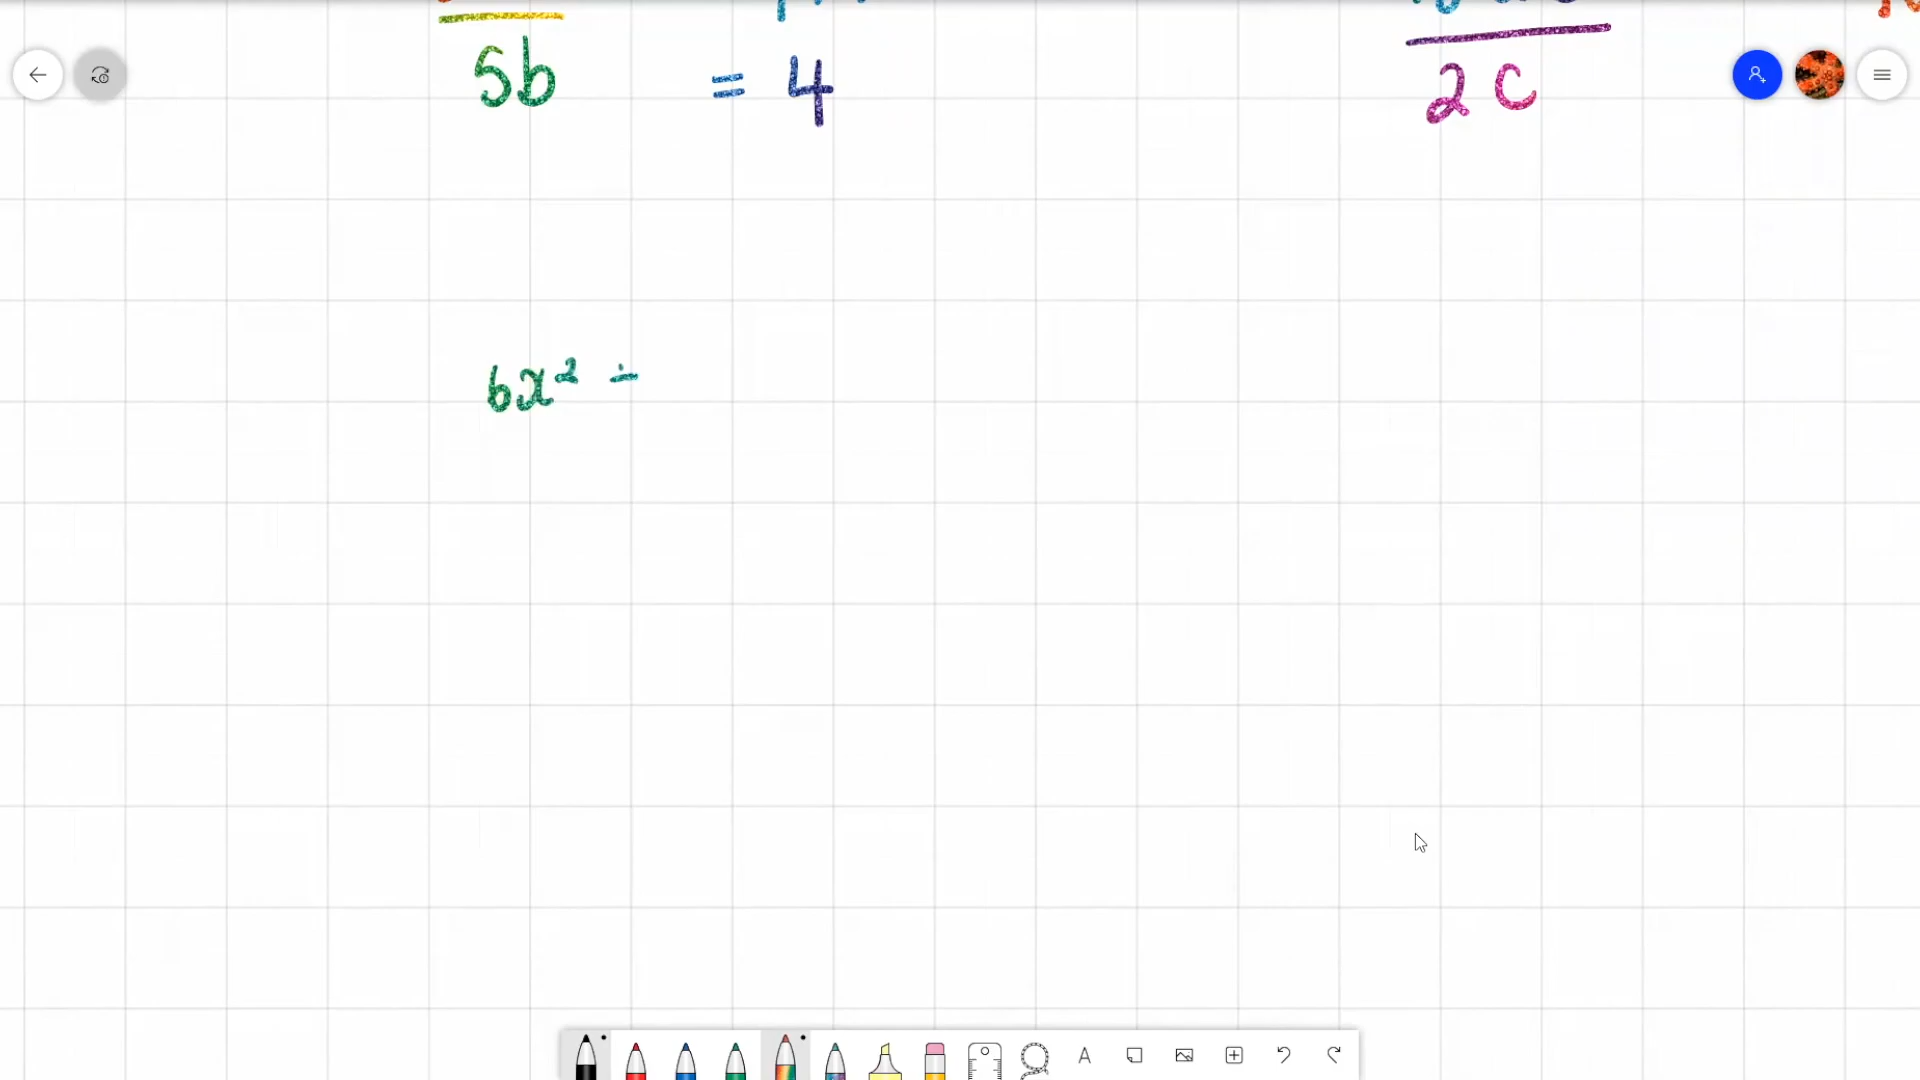 5b
= 4
2c
6x² ÷